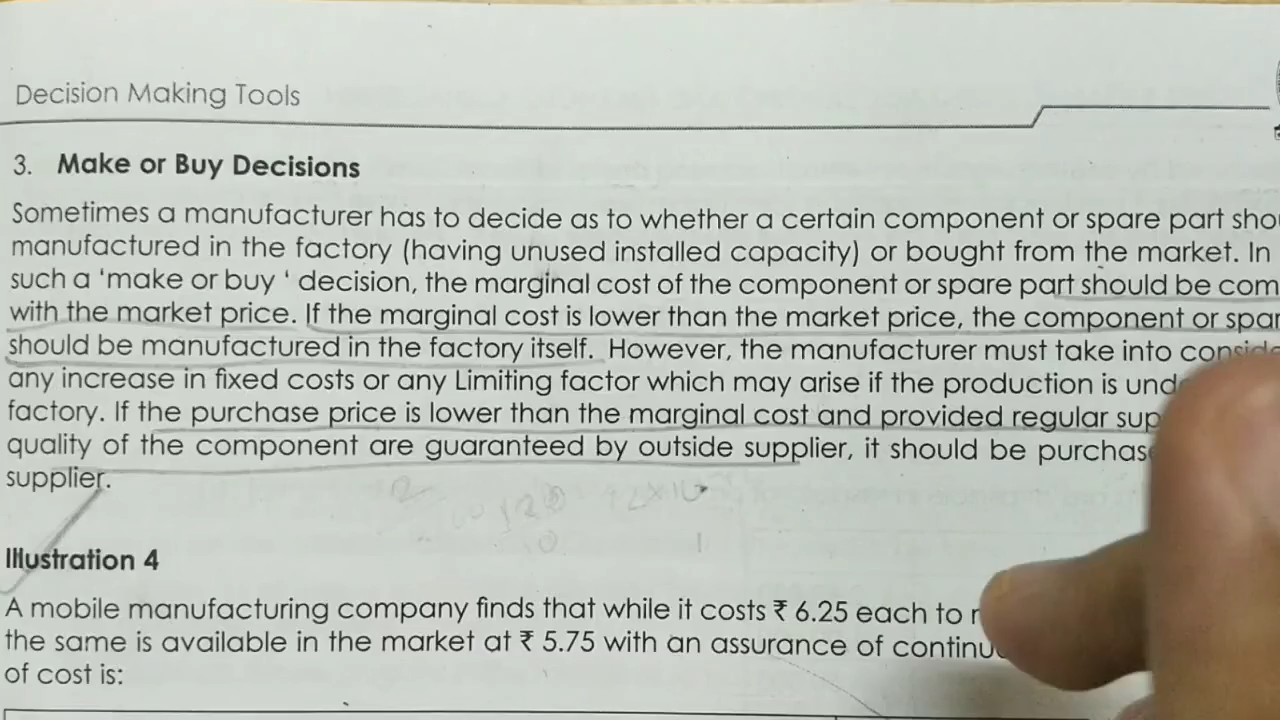 Decision Making Tools
3. Make or Buy Decisions
Sometimes a manufacturer has to decide as to whether a certain component or spare part
manufactured in the factory (having unused installed capacity) or bought from the market. In
such a 'make or buy ' decision, the marginal cost of the component or spare part should be
with the market price. If the marginal cost is lower than the market price, the component or
should be manufactured in the factory itself. However, the manufacturer must take into
any increase in fixed costs or any Limiting factor which may arise if the production is
factory. If the purchase price is lower than the marginal cost and provided regular
quality of the component are guaranteed by outside supplier, it should be
supplier.
Illustration 4
A mobile manufacturing company finds that while it costs ₹ 6.25 each to
the same is available in the market at ₹ 5.75 with an assurance of
of cost is: